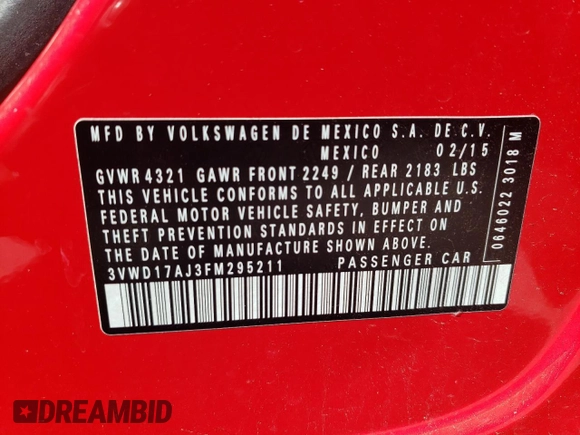 MFD BY VOLKSWAGEN DE MEXICO S.A. DE C.V.
MEXICO 02/15
GVWR 4321 GAWR FRONT 2249 / REAR 2183 LBS
THIS VEHICLE CONFORMS TO ALL APPLICABLE U.S.
FEDERAL MOTOR VEHICLE SAFETY, BUMPER AND
THEFT PREVENTION STANDARDS IN EFFECT ON
THE DATE OF MANUFACTURE SHOWN ABOVE.
3VWD17AJ3FM295211 PASSENGER CAR
0646022 3018M
DREAMBID